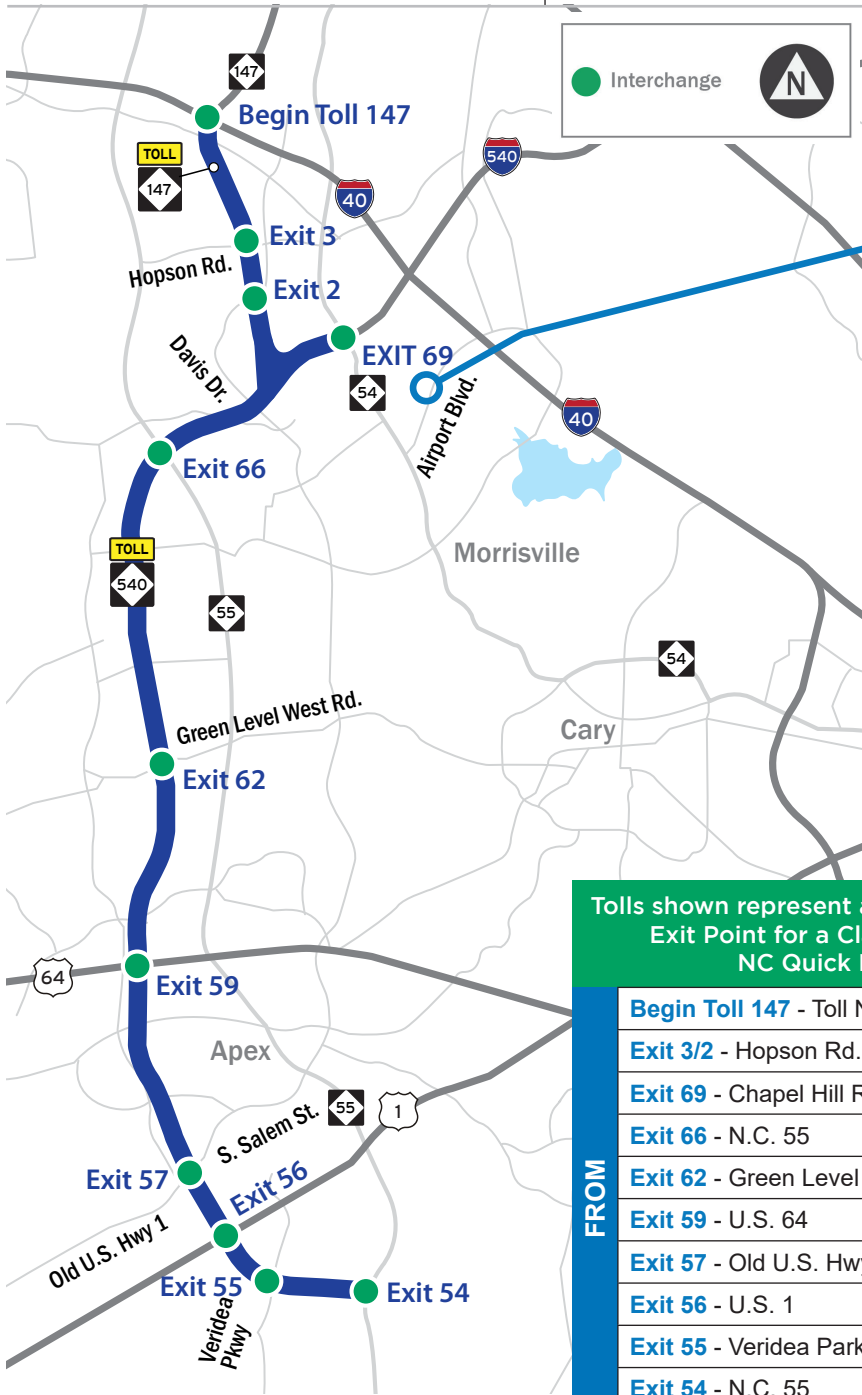 147
Interchange
N
Begin Toll 147
TOLL
147
540
40
Exit 3
Hopson Rd.
Exit 2
Davis Dr.
EXIT 69
54
Airport Blvd.
40
Exit 66
TOLL
540
Morrisville
55
54
Green Level West Rd.
Cary
Exit 62
64
Exit 59
Apex
55
1
S. Salem St.
Exit 57
Exit 56
Old U.S. Hwy 1
Exit 55
Exit 54
Veridea
Pkwy
Tolls shown represent
Exit Point for a Cl
NC Quick
FROM
Begin Toll 147 - Toll N
Exit 3/2 - Hopson Rd.
Exit 69 - Chapel Hill R
Exit 66 - N.C. 55
Exit 62 - Green Level
Exit 59 - U.S. 64
Exit 57 - Old U.S. Hwy
Exit 56 - U.S. 1
Exit 55 - Veridea Park
Exit 54 - N.C. 55